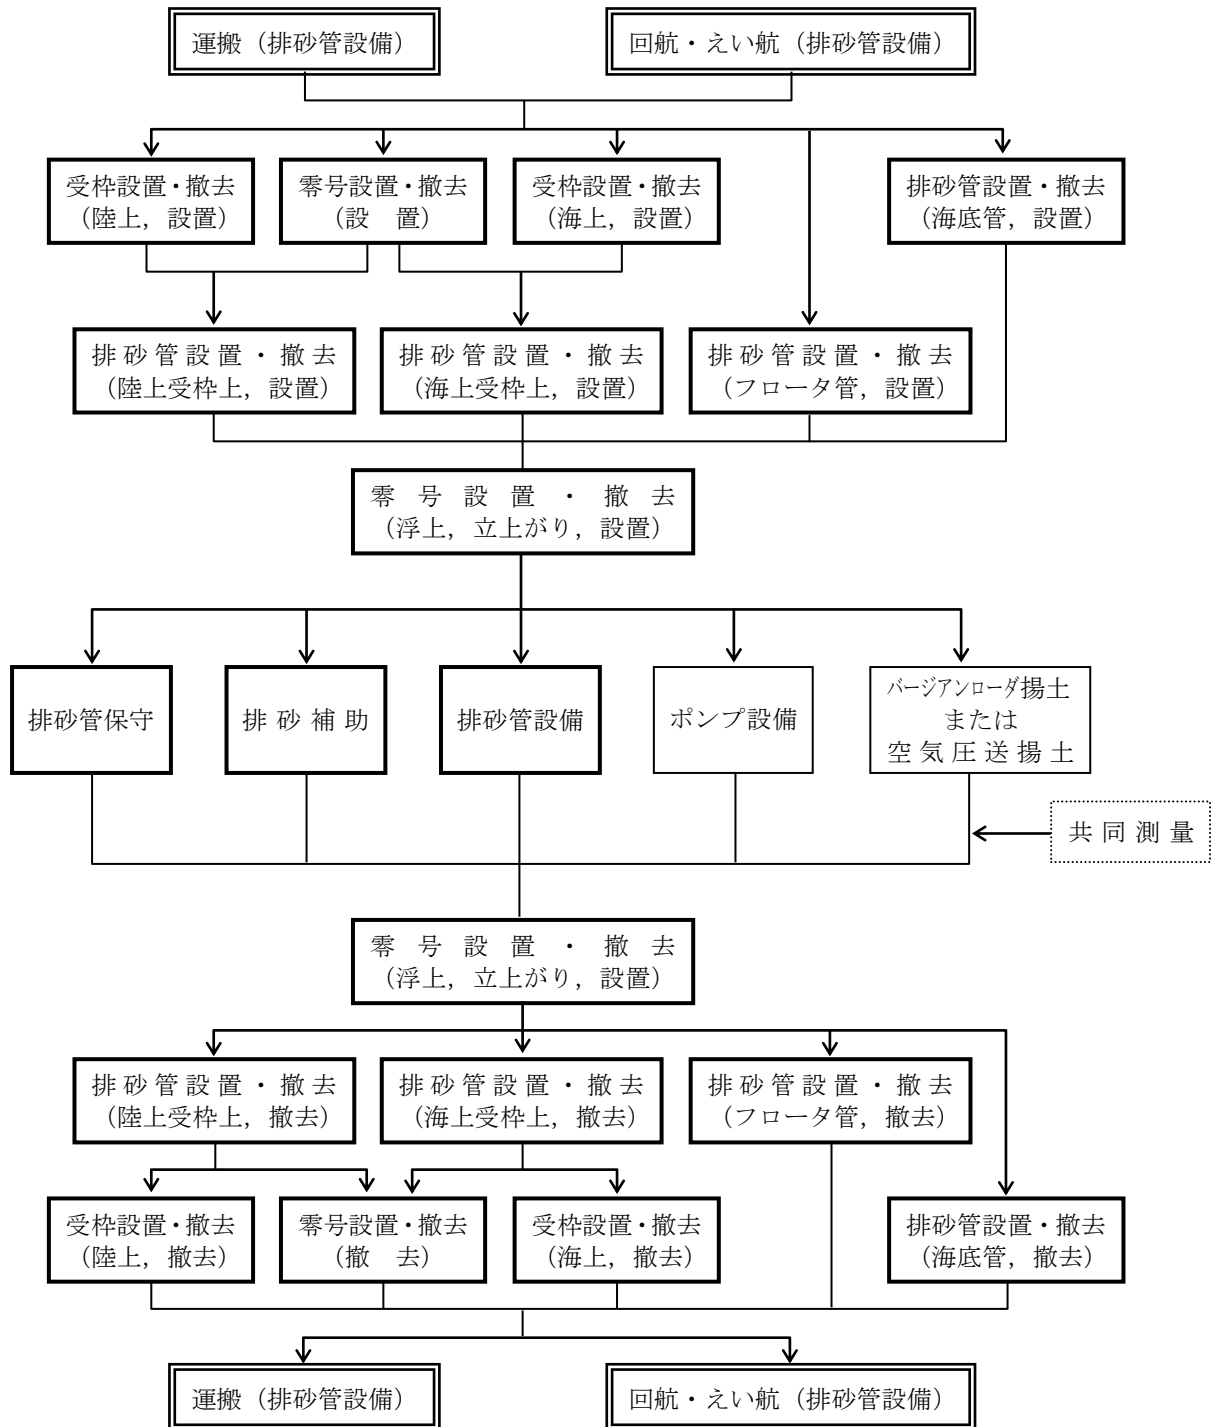 運搬（排砂管設備）
回航・えい航（排砂管設備）
受枠設置・撤去
（陸上，設置）
零号設置・撤去
（設　置）
受枠設置・撤去
（海上，設置）
排砂管設置・撤去
（海底管，設置）
排 砂 管 設 置 ・ 撤 去
（陸上受枠上，設置）
排 砂 管 設 置 ・ 撤 去
（海上受枠上，設置）
排 砂 管 設 置 ・ 撤 去
（フロータ管，設置）
零　号　設　置　・　撤　去
（浮上，立上がり，設置）
排砂管保守
排 砂 補 助
排砂管設備
ポンプ設備
バージアンローダ揚土
または
空 気 圧 送 揚 土
共 同 測 量
零　号　設　置　・　撤　去
（浮上，立上がり，設置）
排 砂 管 設 置 ・ 撤 去
（陸上受枠上，撤去）
排 砂 管 設 置 ・ 撤 去
（海上受枠上，撤去）
排 砂 管 設 置 ・ 撤 去
（フロータ管，撤去）
受枠設置・撤去
（陸上，撤去）
零号設置・撤去
（撤　去）
受枠設置・撤去
（海上，撤去）
排砂管設置・撤去
（海底管，撤去）
運搬（排砂管設備）
回航・えい航（排砂管設備）